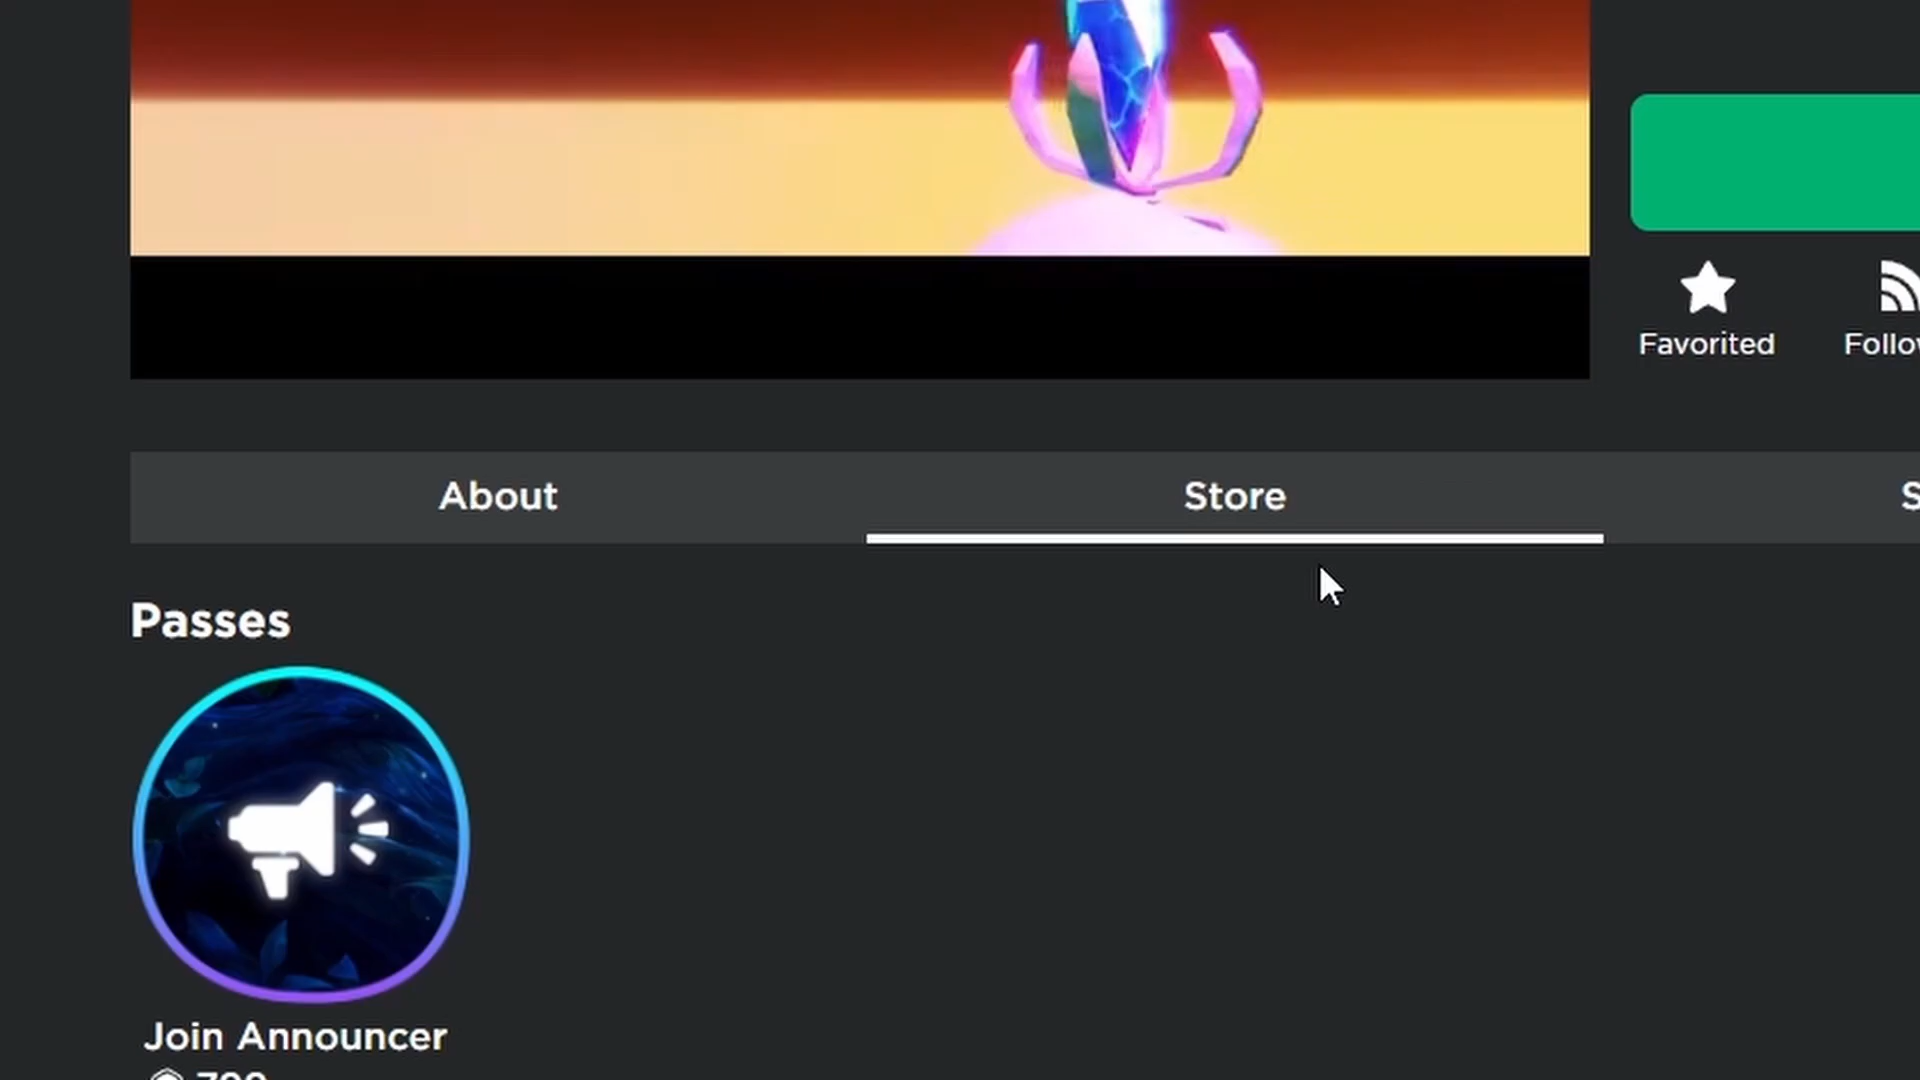 Favorited
About
Store
Passes
Join Announcer